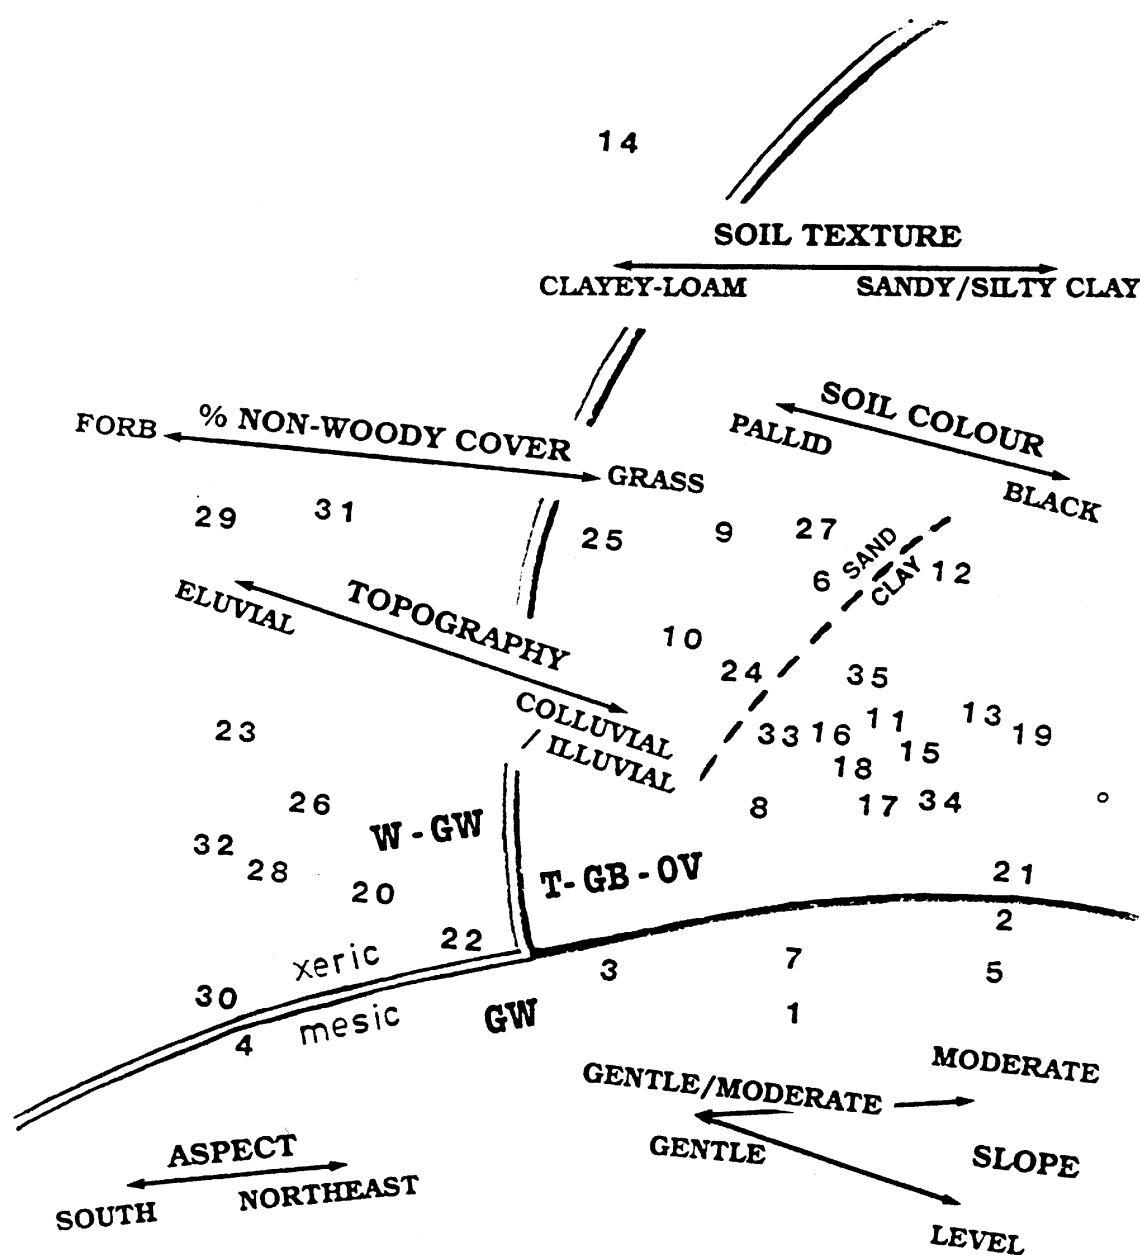 14
SOIL TEXTURE
CLAYEY-LOAM SANDY/SILTY CLAY
SOIL COLOUR
PALLID
BLACK
% NON-WOODY COVER
FORB
GRASS
29 31
25 9 27
SAND
CLAY
6 12
TOPOGRAPHY
ELUVIAL
COLLUVIAL
/ ILLUVIAL
10
24 35
23
33 16 11 13 19
18 15
26
8 17 34
W - GW
32
28
20
T - GB - OV
21
2
22
xeric
30
3 7 5
mesic
GW
4
1
MODERATE
GENTLE/MODERATE
GENTLE
SLOPE
LEVEL
ASPECT
SOUTH NORTHEAST